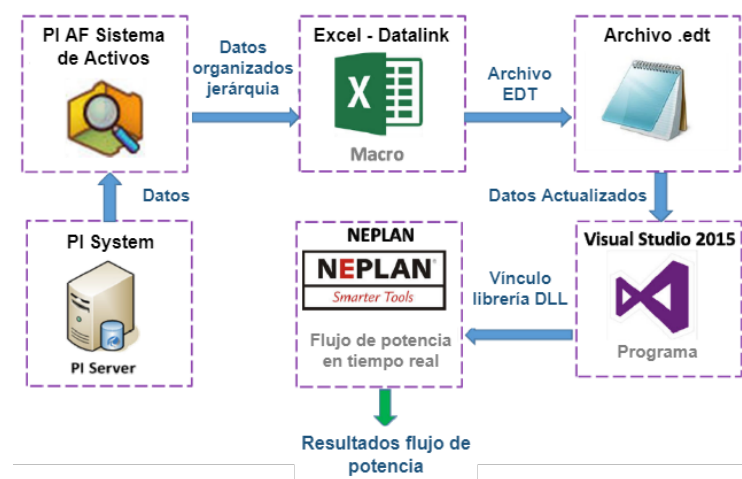 PI AF Sistema
de Activos
Datos
organizados
jerárquia
Excel - Datalink
X
Macro
Archivo
EDT
Archivo .edt
Datos
Datos Actualizados
PI System
PI Server
NEPLAN
NEPLAN®
Smarter Tools
Flujo de potencia
en tiempo real
Vínculo
librería DLL
Visual Studio 2015
Programa
Resultados flujo de
potencia